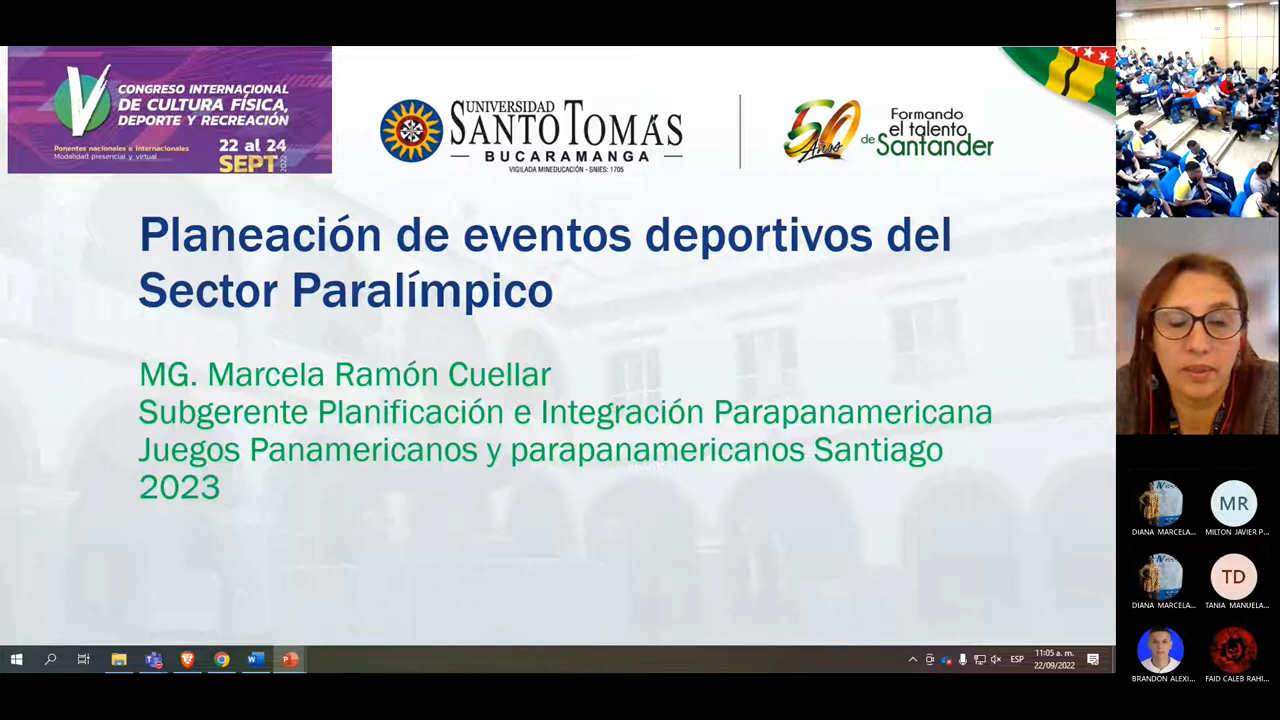 V
CONGRESO INTERNACIONAL
DE CULTURA FÍSICA,
DEPORTE Y RECREACIÓN
Ponentes nacionales e Internacionales
Modalidad presencial y virtual
22 al 24
SEPT 2022
UNIVERSIDAD
SANTO TOMÁS
BUCARAMANGA
VIGILADA MINEDUCACIÓN - SNIES: 1705
50
Años
Formando
el talento
de Santander
Planeación de eventos deportivos del
Sector Paralímpico
MG. Marcela Ramón Cuellar
Subgerente Planificación e Integración Parapanamericana
Juegos Panamericanos y parapanamericanos Santiago
2023
MR
DIANA MARCELA...
MILTON JAVIER P...
TD
DIANA MARCELA...
TANIA MANUELA...
BRANDON ALEXI...
FAID CALEB RAHI...
ESP
11:05 a. m.
22/09/2022